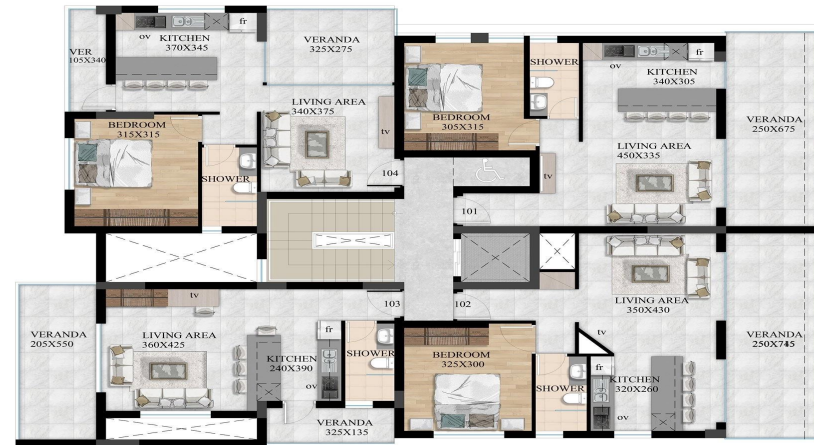 VER
105X340
ov
KITCHEN
370X345
fr
VERANDA
325X275
LIVING AREA
340X375
tv
BEDROOM
315X315
SHOWER
104
BEDROOM
305X315
SHOWER
ov
fr
KITCHEN
340X305
LIVING AREA
450X335
tv
VERANDA
250X675
101
103
102
VERANDA
205X550
tv
LIVING AREA
360X425
fr
KITCHEN
240X390
ov
SHOWER
VERANDA
325X135
BEDROOM
325X300
SHOWER
LIVING AREA
350X430
tv
fr
KITCHEN
320X260
ov
VERANDA